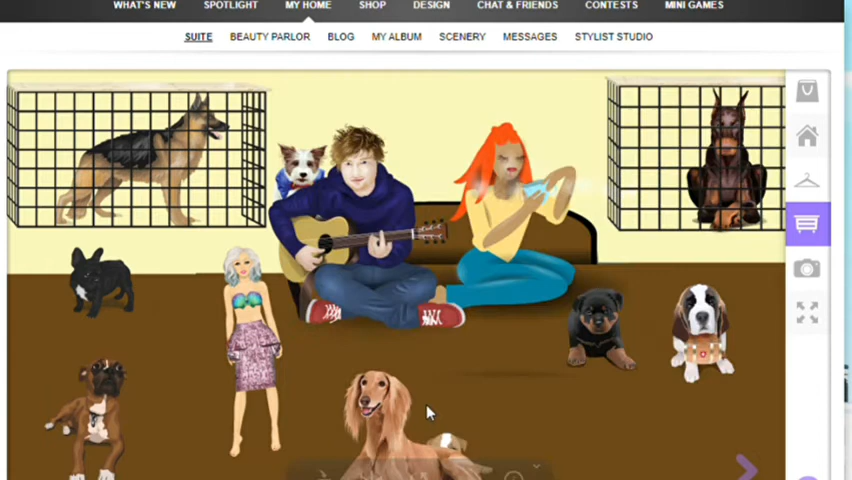 WHAT'S NEW SPOTLIGHT MY HOME SHOP DESIGN CHAT & FRIENDS CONTESTS MINI GAMES
SUITE BEAUTY PARLOR BLOG MY ALBUM SCENERY MESSAGES STYLIST STUDIO